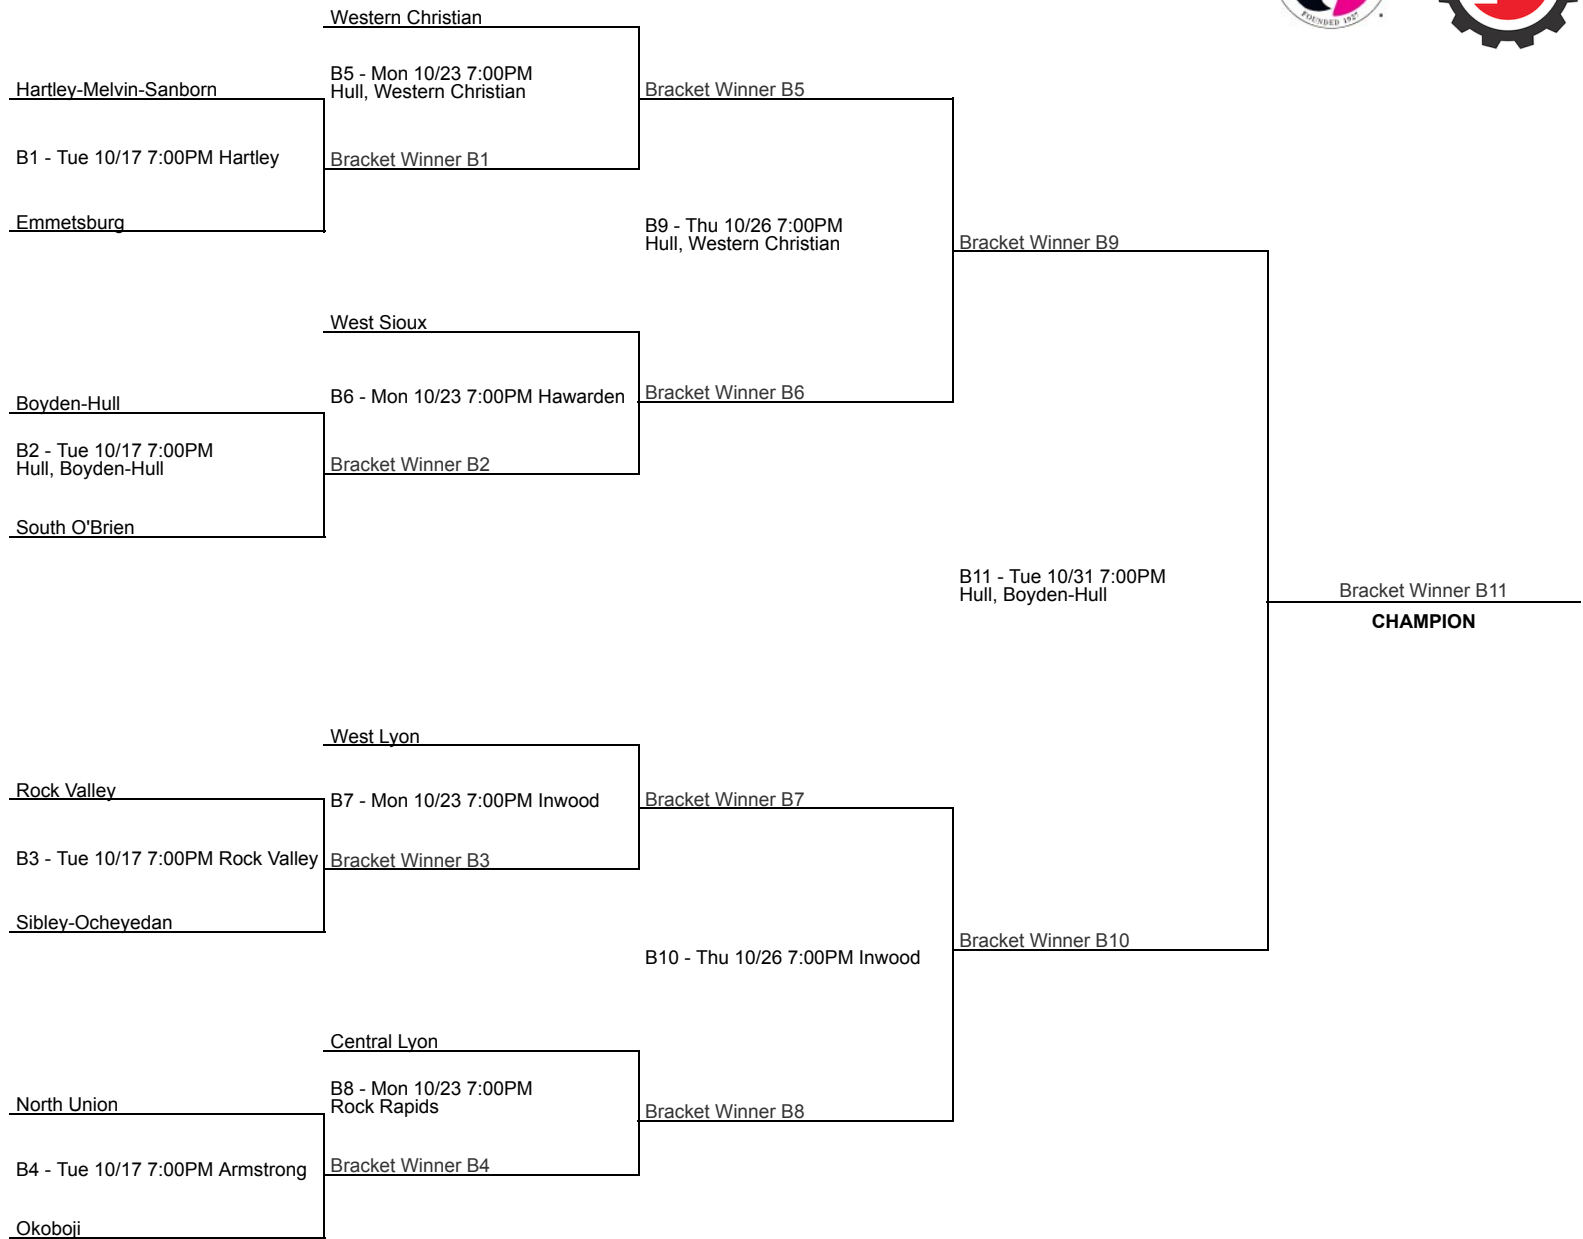 FOUNDED 1927
Western Christian
B5 - Mon 10/23 7:00PM
Hull, Western Christian
Hartley-Melvin-Sanborn
Bracket Winner B5
B1 - Tue 10/17 7:00PM Hartley
Bracket Winner B1
Emmetsburg
B9 - Thu 10/26 7:00PM
Hull, Western Christian
Bracket Winner B9
West Sioux
B6 - Mon 10/23 7:00PM Hawarden
Bracket Winner B6
Boyden-Hull
B2 - Tue 10/17 7:00PM
Hull, Boyden-Hull
Bracket Winner B2
South O'Brien
B11 - Tue 10/31 7:00PM
Hull, Boyden-Hull
Bracket Winner B11
CHAMPION
West Lyon
Rock Valley
B7 - Mon 10/23 7:00PM Inwood
Bracket Winner B7
B3 - Tue 10/17 7:00PM Rock Valley
Bracket Winner B3
Sibley-Ocheyedan
Bracket Winner B10
B10 - Thu 10/26 7:00PM Inwood
Central Lyon
B8 - Mon 10/23 7:00PM
Rock Rapids
North Union
Bracket Winner B8
B4 - Tue 10/17 7:00PM Armstrong
Bracket Winner B4
Okoboji